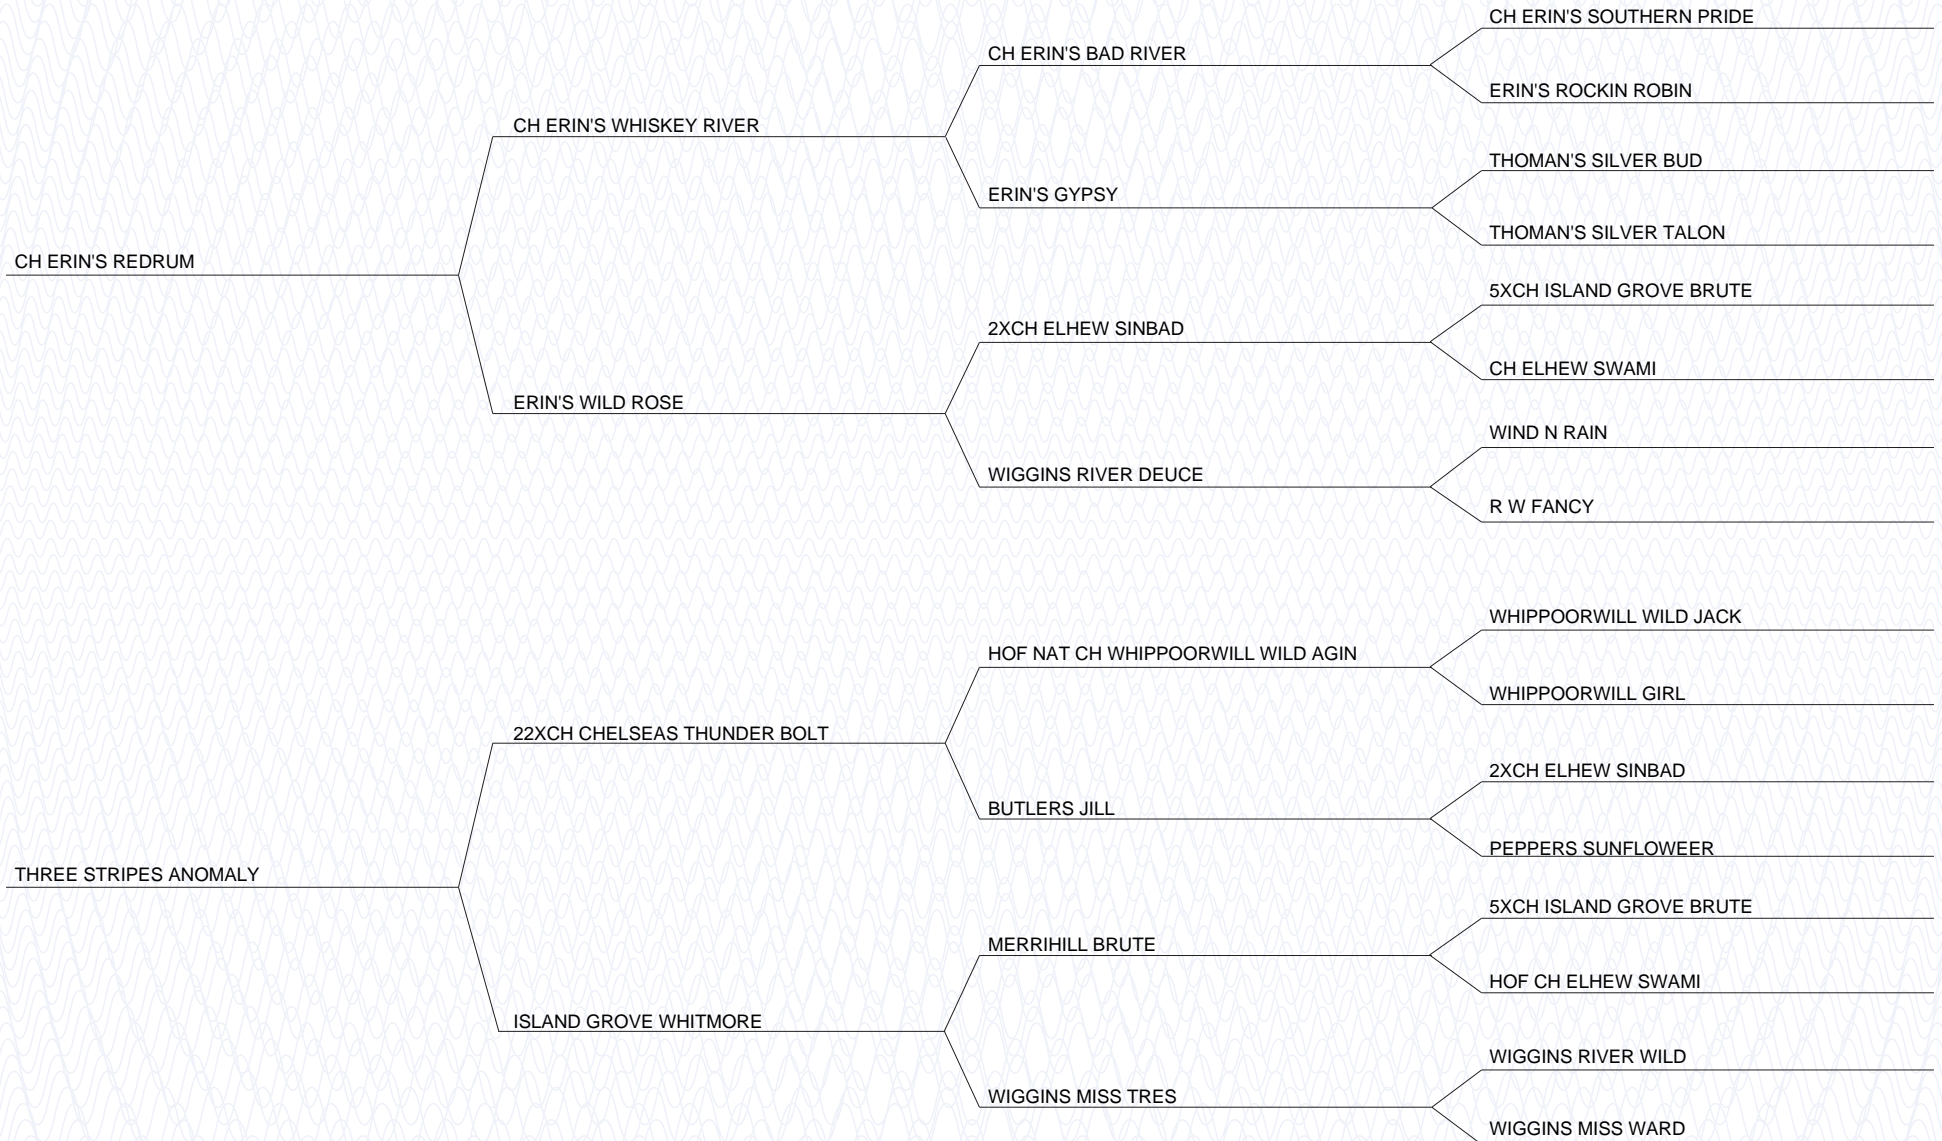 CH ERIN'S SOUTHERN PRIDE
CH ERIN'S BAD RIVER
ERIN'S ROCKIN ROBIN
CH ERIN'S WHISKEY RIVER
THOMAN'S SILVER BUD
ERIN'S GYPSY
THOMAN'S SILVER TALON
CH ERIN'S REDRUM
5XCH ISLAND GROVE BRUTE
2XCH ELHEW SINBAD
CH ELHEW SWAMI
ERIN'S WILD ROSE
WIND N RAIN
WIGGINS RIVER DEUCE
R W FANCY
WHIPPOORWILL WILD JACK
HOF NAT CH WHIPPOORWILL WILD AGIN
WHIPPOORWILL GIRL
22XCH CHELSEAS THUNDER BOLT
2XCH ELHEW SINBAD
BUTLERS JILL
PEPPERS SUNFLOWEER
THREE STRIPES ANOMALY
5XCH ISLAND GROVE BRUTE
MERRIHILL BRUTE
HOF CH ELHEW SWAMI
ISLAND GROVE WHITMORE
WIGGINS RIVER WILD
WIGGINS MISS TRES
WIGGINS MISS WARD